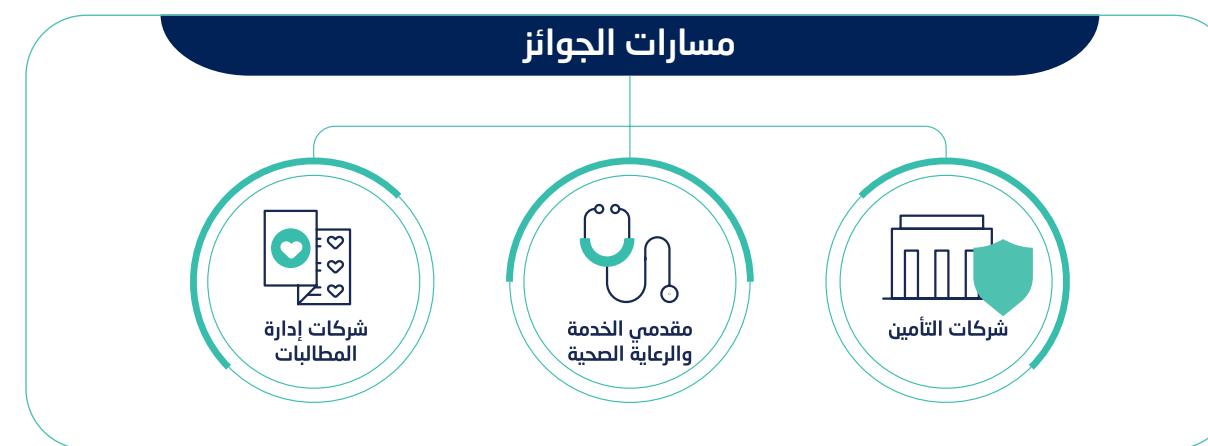 مسارات الجوائز
شركات التأمين
مقدمي الخدمة
والرعاية الصحية
شركات إدارة
المطالبات